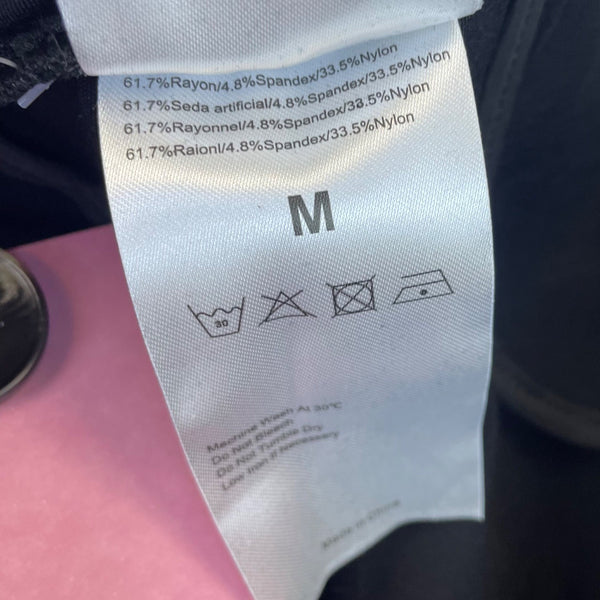 61.7%Rayon/4.8%Spandex/33.5%Nylon
61.7%Seda artificial/4.8%Spandex/33.5%Nylon
61.7%Rayonnel/4.8%Spandex/33.5%Nylon
61.7%Raionl/4.8%Spandex/33.5%Nylon
M
30
Machine Wash At 30°C
Do Not Bleach
Do Not Tumble Dry
Low Iron If Necessary
Made In China